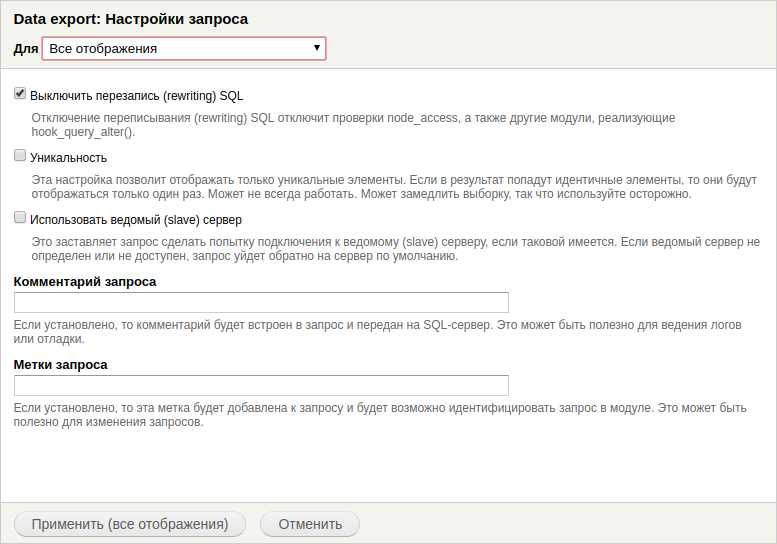 Data export: Настройки запроса
Для Все отображения
Выключить перезапись (rewriting) SQL
Отключение переписывания (rewriting) SQL отключит проверки node_access, а также другие модули, реализующие
hook_query_alter().
Уникальность
Эта настройка позволит отображать только уникальные элементы. Если в результат попадут идентичные элементы, то они будут
отображаться только один раз. Может не всегда работать. Может замедлить выборку, так что используйте осторожно.
Использовать ведомый (slave) сервер
Это заставляет запрос сделать попытку подключения к ведомому (slave) серверу, если таковой имеется. Если ведомый сервер не
определен или не доступен, запрос уйдет обратно на сервер по умолчанию.
Комментарий запроса
Если установлено, то комментарий будет встроен в запрос и передан на SQL-сервер. Это может быть полезно для ведения логов
или отладки.
Метки запроса
Если установлено, то эта метка будет добавлена к запросу и будет возможно идентифицировать запрос в модуле. Это может быть
полезно для изменения запросов.
Применить (все отображения) Отменить